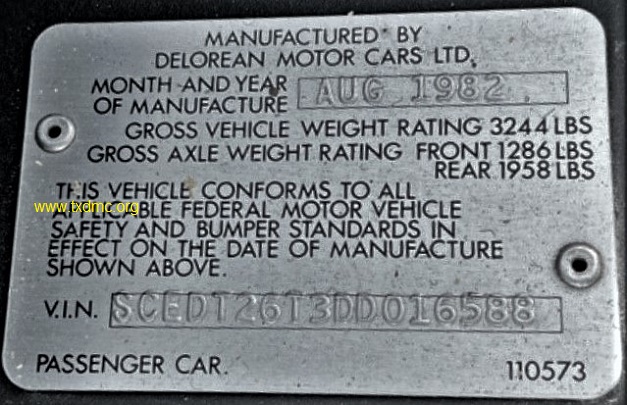 MANUFACTURED BY
DELOREAN MOTOR CARS LTD.
MONTH AND YEAR
OF MANUFACTURE AUG 1982
GROSS VEHICLE WEIGHT RATING 3244 LBS
GROSS AXLE WEIGHT RATING FRONT 1286 LBS
REAR 1958 LBS
THIS VEHICLE CONFORMS TO ALL
www.txdmc.org
APPLICABLE FEDERAL MOTOR VEHICLE
SAFETY AND BUMPER STANDARDS IN
EFFECT ON THE DATE OF MANUFACTURE
SHOWN ABOVE.
V.I.N. SCEDT26T3DD016588
PASSENGER CAR. 110573